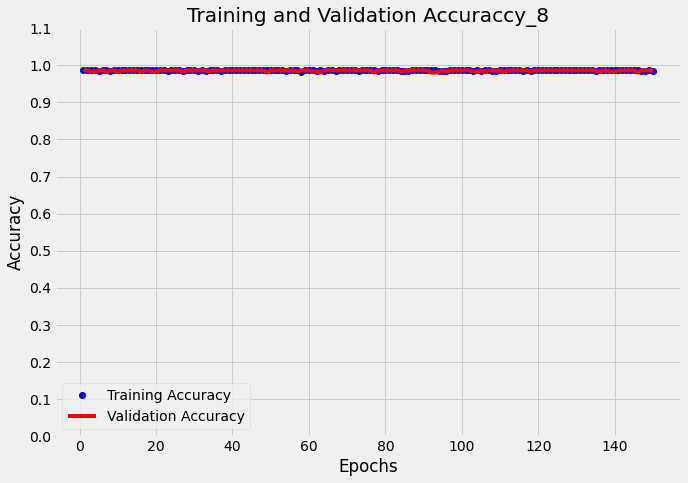 Training and Validation Accuraccy_8
1.1
1.0
0.9
0.8
0.7
0.6
0.5
0.4
0.3
0.2
0.1
0.0
Accuracy
Training Accuracy
Validation Accuracy
0 20 40 60 80 100 120 140
Epochs